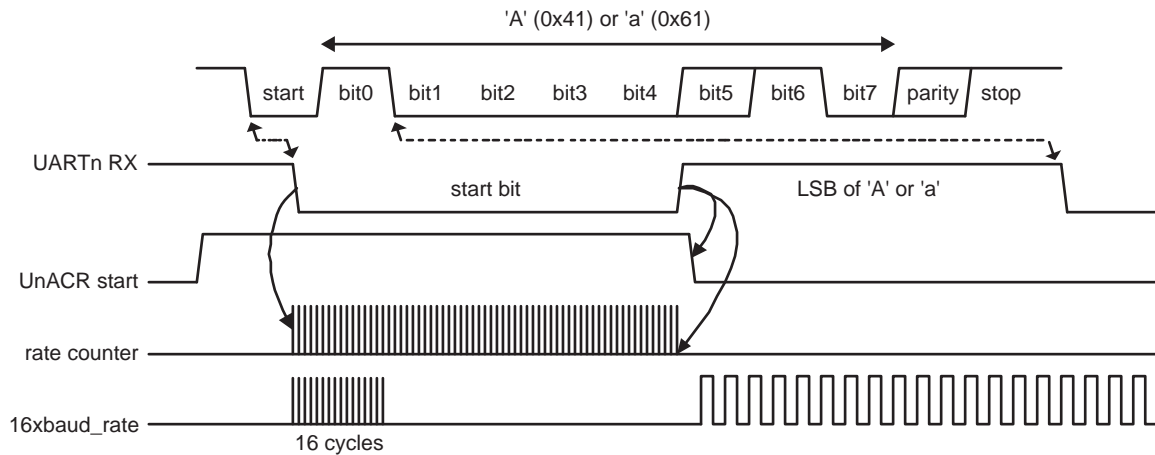 'A' (0x41) or 'a' (0x61)
start bit0 bit1 bit2 bit3 bit4 bit5 bit6 bit7 parity stop
UARTn RX
start bit
LSB of 'A' or 'a'
UnACR start
rate counter
16xbaud_rate
16 cycles